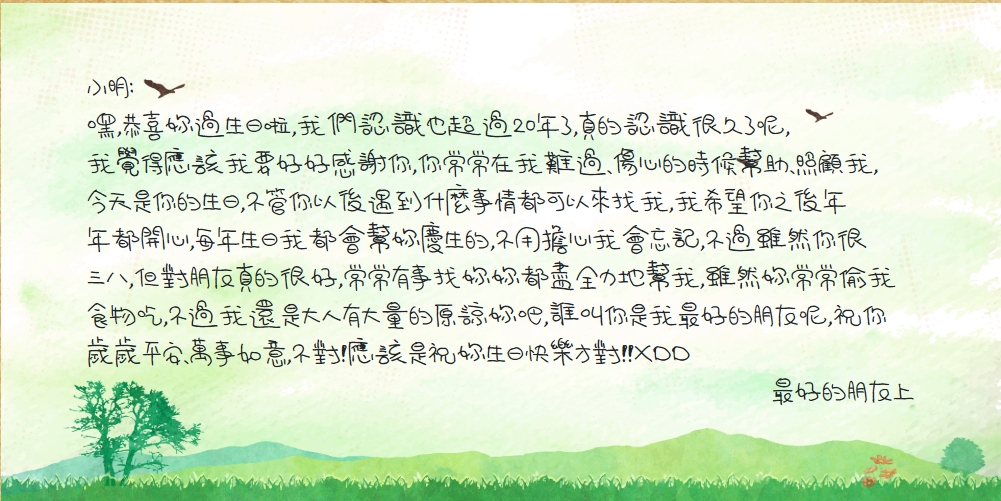 小明:
嘿,恭喜妳過生日啦,我們認識也超過20年了,真的認識很久了呢,
我覺得應該我要好好感謝你,你常常在我難過、傷心的時候幫助、照顧我,
今天是你的生日,不管你以後遇到什麼事情都可以來找我,我希望你之後年
年都開心,每年生日我都會幫妳慶生的,不用擔心我會忘記,不過雖然你很
三八,但對朋友真的很好,常常有事找妳妳都盡全力地幫我,雖然妳常常偷我
食物吃,不過我還是大人有大量的原諒妳吧,誰叫你是我最好的朋友呢,祝你
歲歲平安、萬事如意,不對!應該是祝妳生日快樂才對!!XDD
最好的朋友上